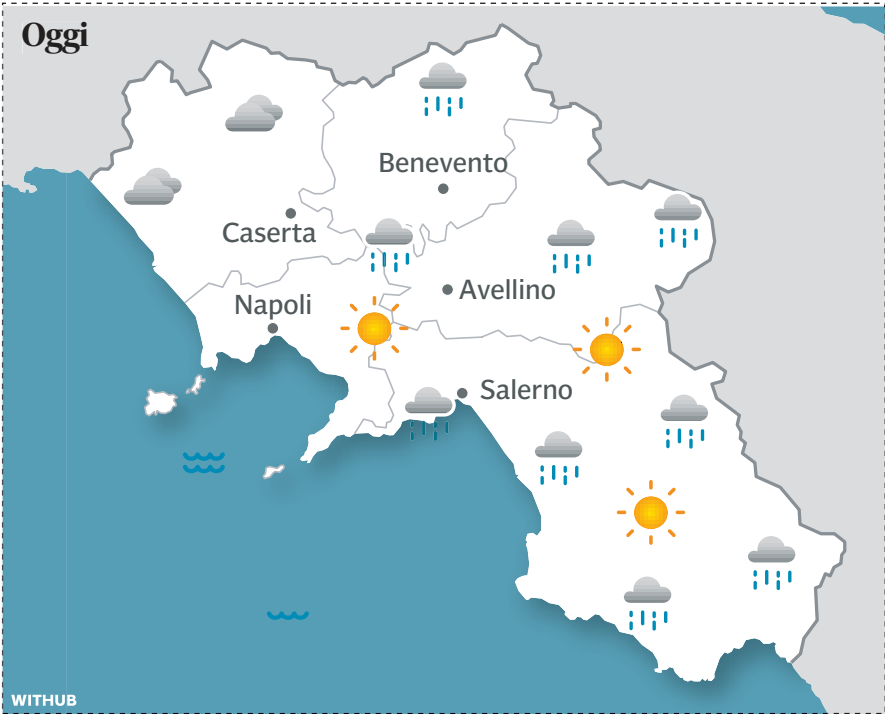 Oggi
Benevento
Caserta
Avellino
Napoli
Salerno
WITHUB